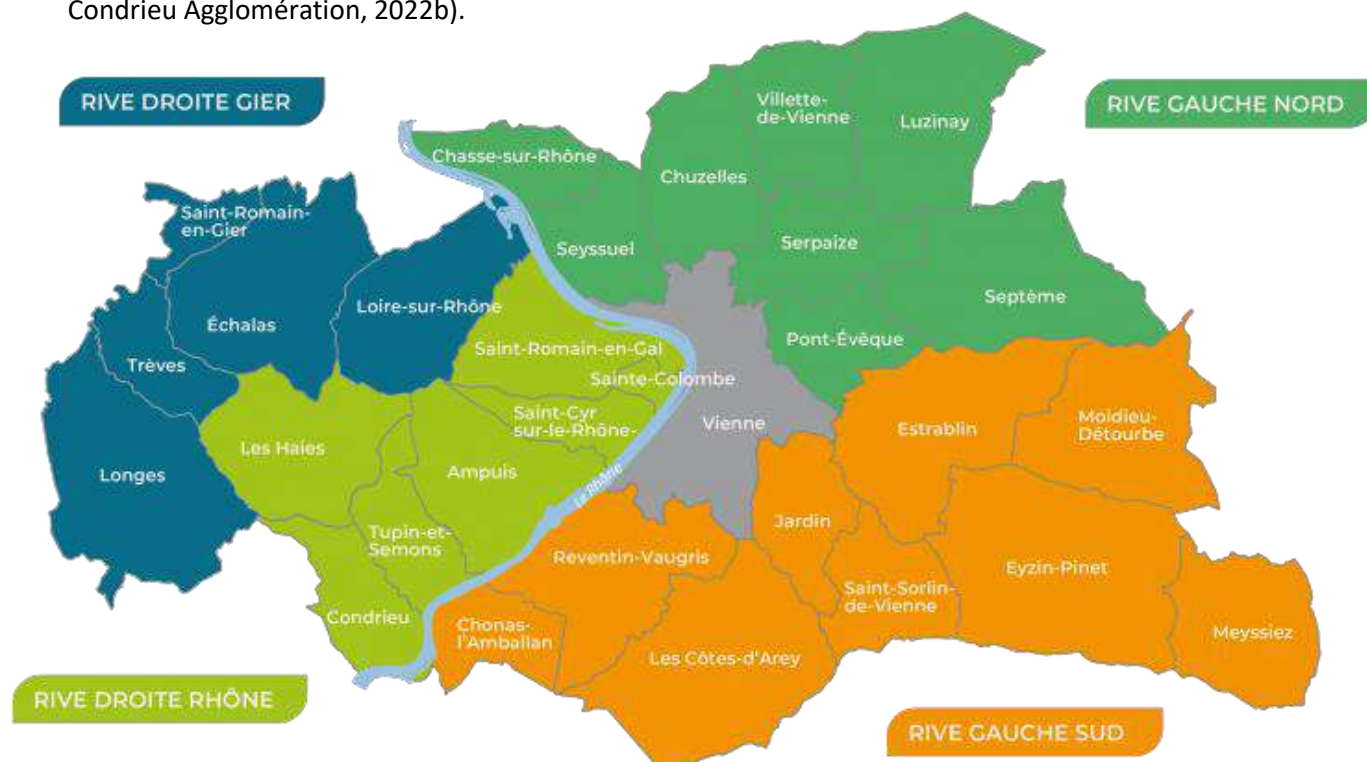 Condrieu Agglomération, 2022b).
RIVE DROITE GIER
RIVE GAUCHE NORD
Villette-
de-Vienne
Luzinay
Chasse-sur-Rhône
Chuzelles
Saint-Romain-
en-Gier
Seyssuel
Serpaize
Septème
Loire-sur-Rhône
Échalas
Pont-Évêque
Saint-Romain-en-Gal
Trèves
Sainte-Colombe
Saint-Cyr
sur-le-Rhône-
Vienne
Estrablin
Moidieu-
Détourbe
Les Haies
Longes
Ampuis
Le Rhône
Jardin
Tupin-et-
Semons
Reventin-Vaugris
Eyzin-Pinet
Saint-Sorlin-
de-Vienne
Condrieu
Chonas-
l'Amballan
Meyssiez
Les Côtes-d'Arey
RIVE DROITE RHÔNE
RIVE GAUCHE SUD